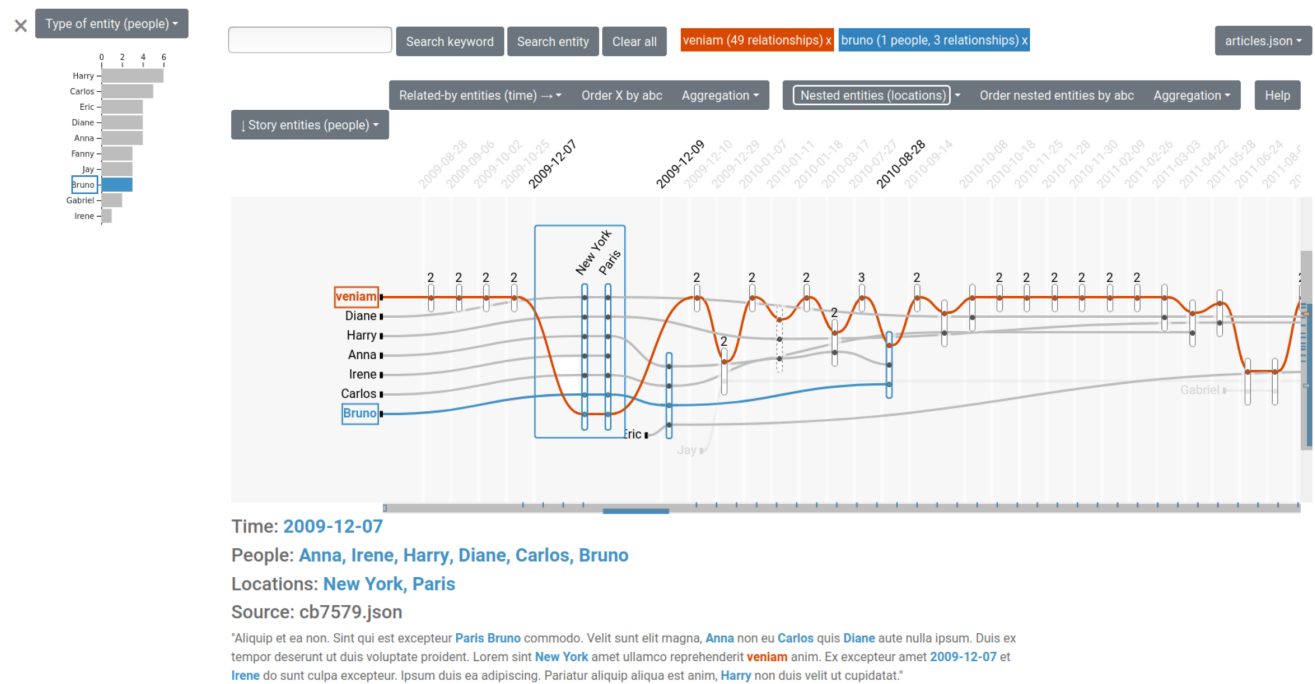 × Type of entity (people)
0 2 4 6
Harry
Carlos
Eric
Diane
Anna
Fanny
Jay
Bruno
Gabriel
Irene
Search keyword Search entity Clear all veniam (49 relationships) x bruno (1 people, 3 relationships) x articles.json
Related-by entities (time) → Order X by abc Aggregation Nested entities (locations) Order nested entities by abc Aggregation Help
↓ Story entities (people)
2009-08-28 2009-09-06 2009-10-02 2009-10-25 2009-12-07 2009-12-09 2009-12-10 2009-12-29 2010-01-07 2010-01-11 2010-01-18 2010-03-17 2010-07-27 2010-08-28 2010-09-14 2010-10-08 2010-10-18 2010-11-25 2010-11-28 2010-11-30 2011-02-09 2011-02-26 2011-03-03 2011-04-22 2011-05-28 2011-06-24
New York Paris
2 2 2 2 2 2 2 3 2 2 2 2 2 2 2
2 2
veniam
Diane
Harry
Anna
Irene
Carlos
Gabriel
Bruno
Eric
Jay
Time: 2009-12-07
People: Anna, Irene, Harry, Diane, Carlos, Bruno
Locations: New York, Paris
Source: cb7579.json
"Aliquip et ea non. Sint qui est excepteur Paris Bruno commodo. Velit sunt elit magna, Anna non eu Carlos quis Diane aute nulla ipsum. Duis ex
tempor deserunt ut duis voluptate proident. Lorem sint New York amet ullamco reprehenderit veniam anim. Ex excepteur amet 2009-12-07 et
Irene do sunt culpa excepteur. Ipsum duis ea adipiscing. Pariatur aliquip aliqua est anim, Harry non duis velit ut cupidatat."